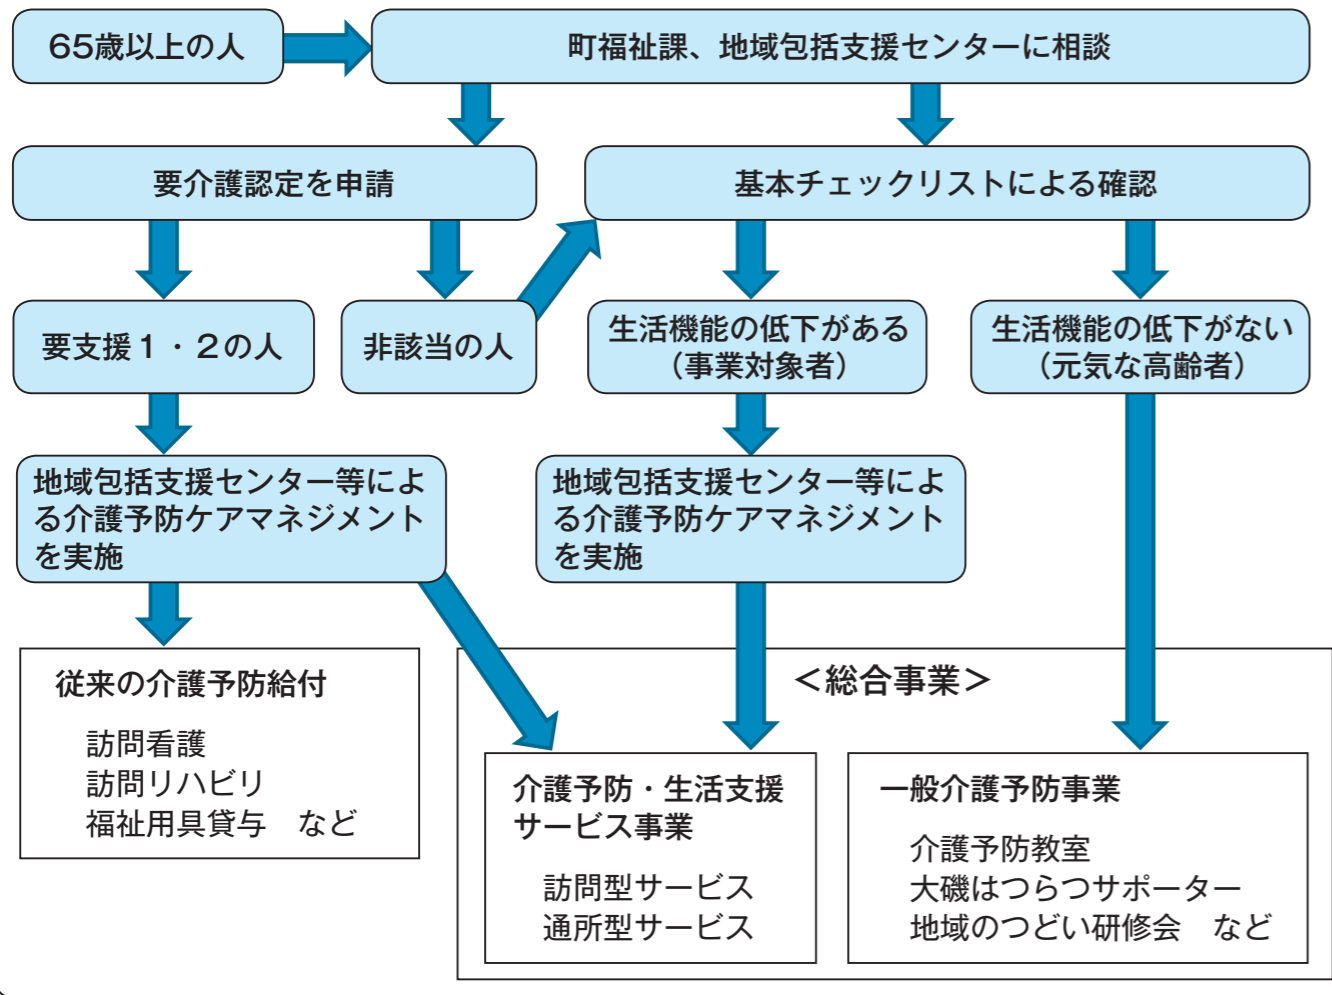 65歳以上の人
町福祉課、地域包括支援センターに相談
要介護認定を申請
基本チェックリストによる確認
要支援１・２の人
非該当の人
生活機能の低下がある
（事業対象者）
生活機能の低下がない
（元気な高齢者）
地域包括支援センター等によ
る介護予防ケアマネジメント
を実施
地域包括支援センター等によ
る介護予防ケアマネジメント
を実施
従来の介護予防給付
訪問看護
訪問リハビリ
福祉用具貸与　など
＜総合事業＞
介護予防・生活支援
サービス事業
訪問型サービス
通所型サービス
一般介護予防事業
介護予防教室
大磯はつらつサポーター
地域のつどい研修会　など